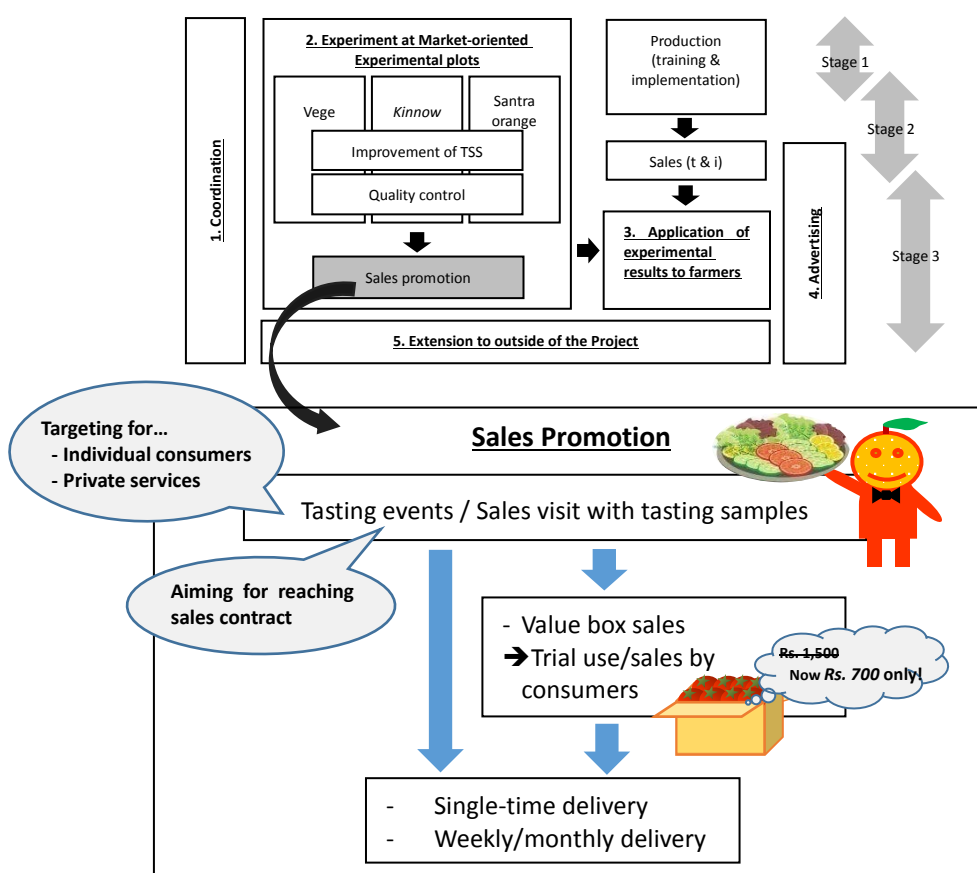 1. Coordination
2. Experiment at Market-oriented
Experimental plots
Vege
Kinnow
Santra
orange
Improvement of TSS
Quality control
Sales promotion
Production
(training &
implementation)
Sales (t & i)
3. Application of
experimental
results to farmers
4. Advertising
Stage 1
Stage 2
Stage 3
5. Extension to outside of the Project
Targeting for...
- Individual consumers
- Private services
Sales Promotion
Tasting events / Sales visit with tasting samples
Aiming for reaching
sales contract
- Value box sales
➔Trial use/sales by
consumers
Rs. 1,500
Now Rs. 700 only!
- Single-time delivery
- Weekly/monthly delivery